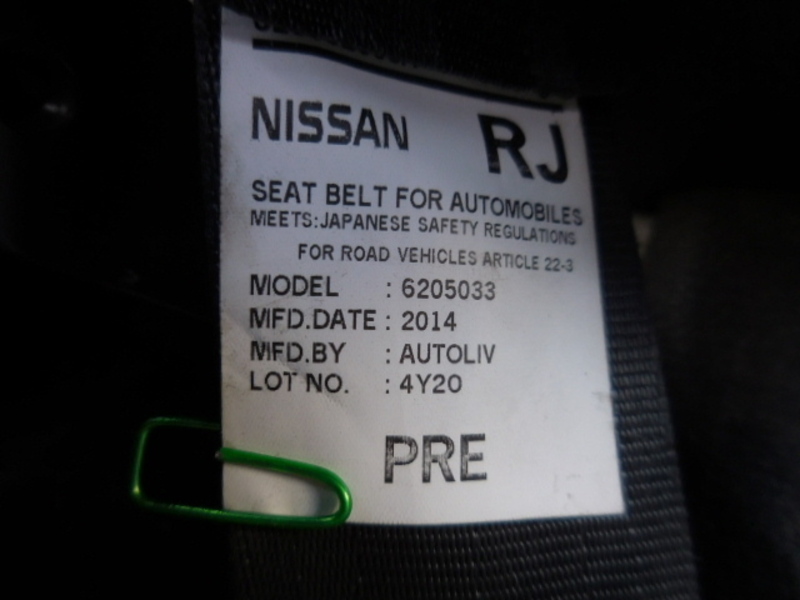 NISSAN RJ
SEAT BELT FOR AUTOMOBILES
MEETS:JAPANESE SAFETY REGULATIONS
FOR ROAD VEHICLES ARTICLE 22-3
MODEL : 6205033
MFD.DATE : 2014
MFD.BY : AUTOLIV
LOT NO. : 4Y20
PRE